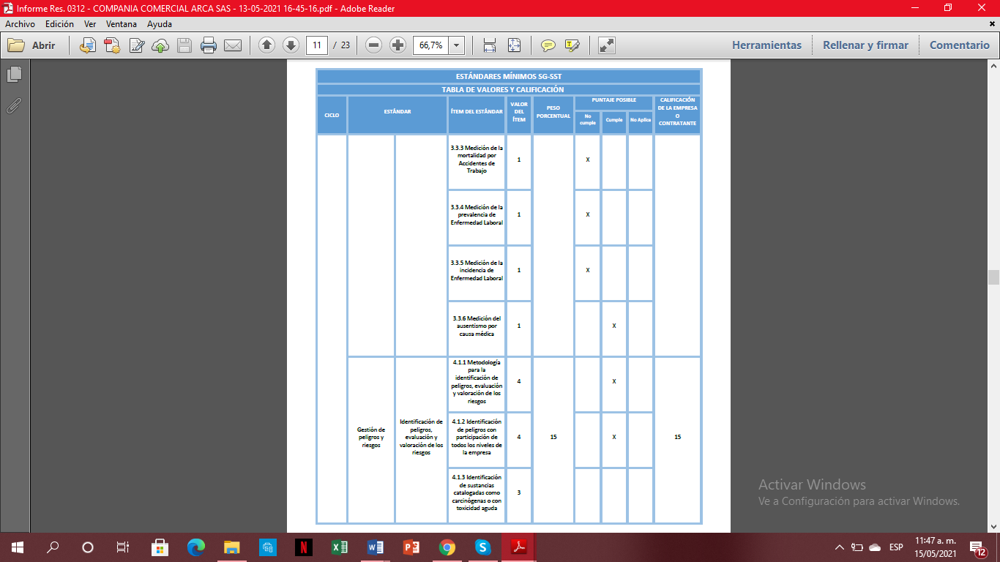 Informe Res. 0312 - COMPANIA COMERCIAL ARCA SAS - 13-05-2021 16-45-16.pdf - Adobe Reader
Archivo Edición Ver Ventana Ayuda
Abrir 11 / 23 66,7% Herramientas Rellenar y firmar Comentario
ESTÁNDARES MÍNIMOS SG-SST
TABLA DE VALORES Y CALIFICACIÓN
CICLO
ESTÁNDAR
ÍTEM DEL ESTÁNDAR
VALOR
DEL
ÍTEM
PESO
PORCENTUAL
PUNTAJE POSIBLE
No
cumple
Cumple
No Aplica
CALIFICACIÓN
DE LA EMPRESA
O
CONTRATANTE
3.3.3 Medición de la
mortalidad por
Accidentes de
Trabajo
1
X
3.3.4 Medición de la
prevalencia de
Enfermedad Laboral
1
X
3.3.5 Medición de la
incidencia de
Enfermedad Laboral
1
X
3.3.6 Medición del
ausentismo por
causa médica
1
X
Gestión de
peligros y
riesgos
Identificación de
peligros,
evaluación y
valoración de los
riesgos
4.1.1 Metodología
para la
identificación de
peligros, evaluación
y valoración de los
riesgos
4
X
4.1.2 Identificación
de peligros con
participación de
todos los niveles de
la empresa
4
15
X
15
4.1.3 Identificación
de sustancias
catalogadas como
carcinógenas o con
toxicidad aguda
3
Activar Windows
Ve a Configuración para activar Windows.
ESP
11:47 a. m.
15/05/2021
12